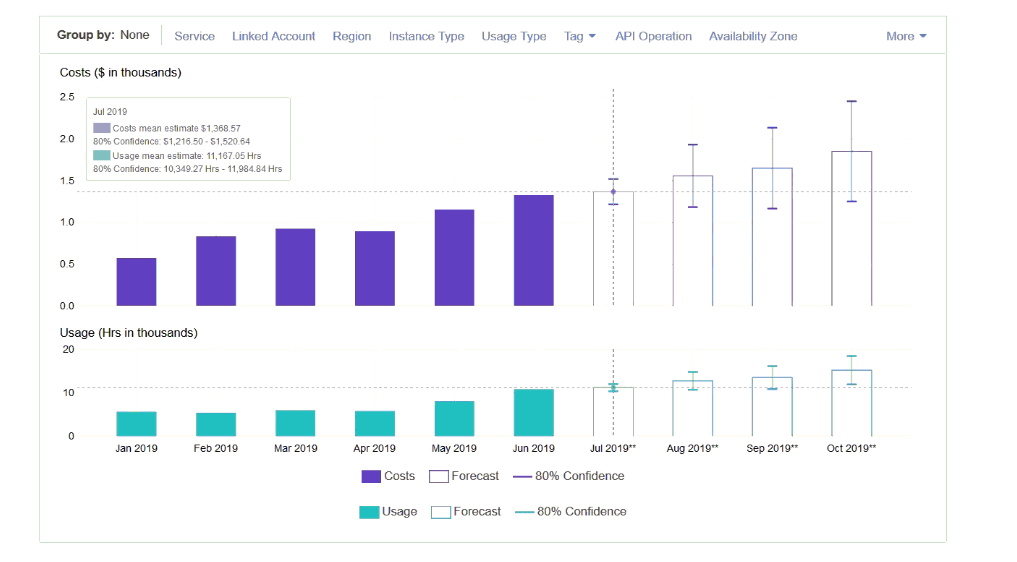 Group by: None Service Linked Account Region Instance Type Usage Type Tag API Operation Availability Zone More
Costs ($ in thousands)
2.5
Jul 2019
Costs mean estimate $1,368.57
2.0
80% Confidence: $1,216.50 - $1,520.64
Usage mean estimate: 11,167.05 Hrs
80% Confidence: 10,349.27 Hrs - 11,984.84 Hrs
1.5
1.0
0.5
0.0
Usage (Hrs in thousands)
20
10
0
Jan 2019 Feb 2019 Mar 2019 Apr 2019 May 2019 Jun 2019 Jul 2019** Aug 2019** Sep 2019** Oct 2019**
Costs Forecast 80% Confidence
Usage Forecast 80% Confidence